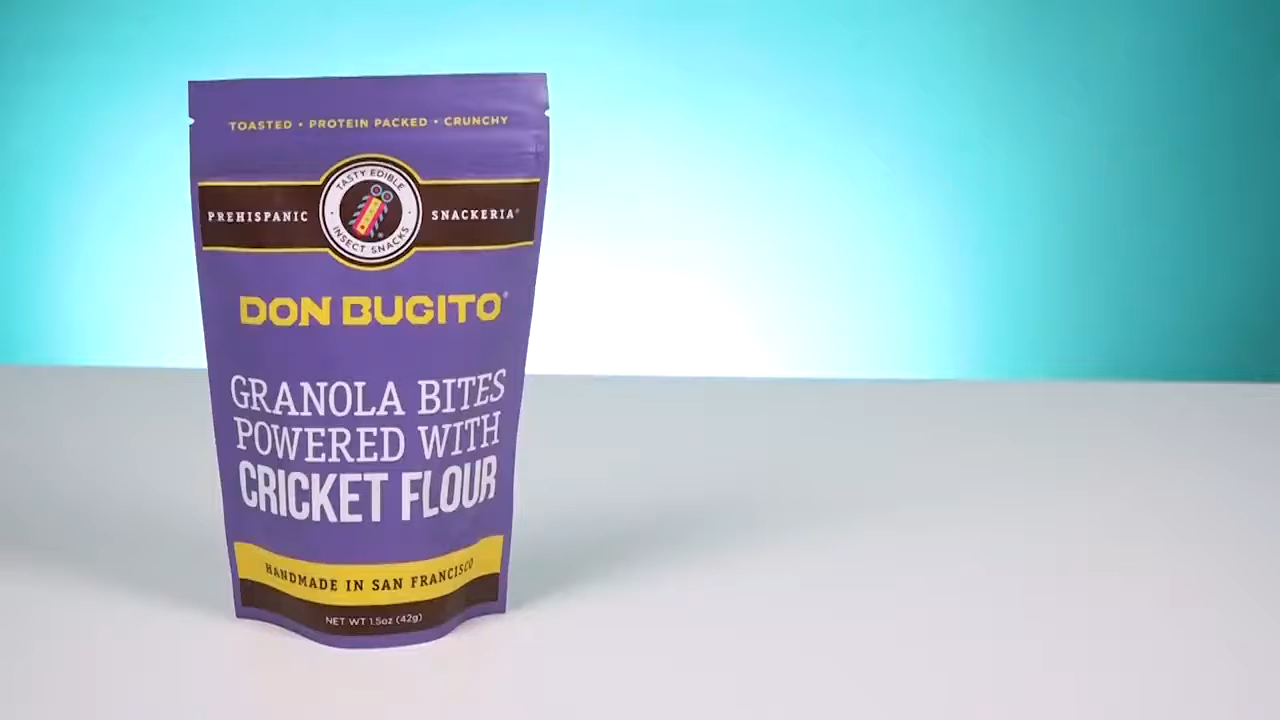 TOASTED • PROTEIN PACKED • CRUNCHY
TASTY EDIBLE
PREHISPANIC SNACKERIA®
INSECT SNACKS
DON BUGITO®
GRANOLA BITES
POWERED WITH
CRICKET FLOUR
HANDMADE IN SAN FRANCISCO
NET WT 1.5oz (42g)